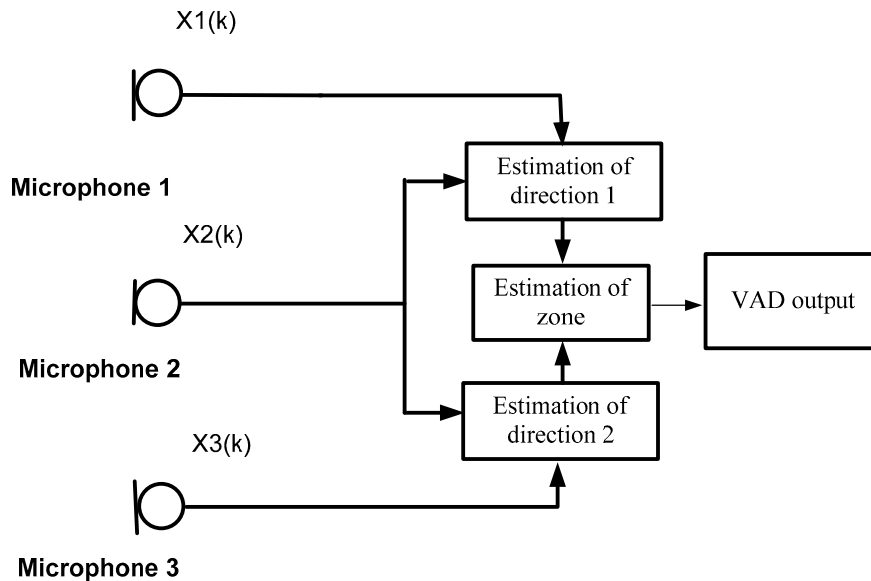 X1(k)
Microphone 1
Estimation of
direction 1
X2(k)
Microphone 2
Estimation of
zone
VAD output
Estimation of
direction 2
X3(k)
Microphone 3